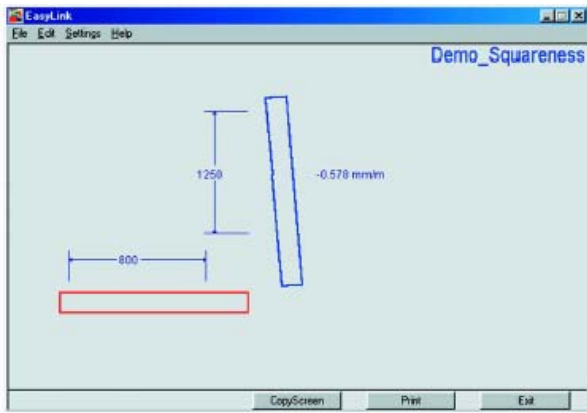 EasyLink
File Edit Settings Help
Demo_Squareness
1250
-0.578 mm/m
800
CopyScreen Print Exit